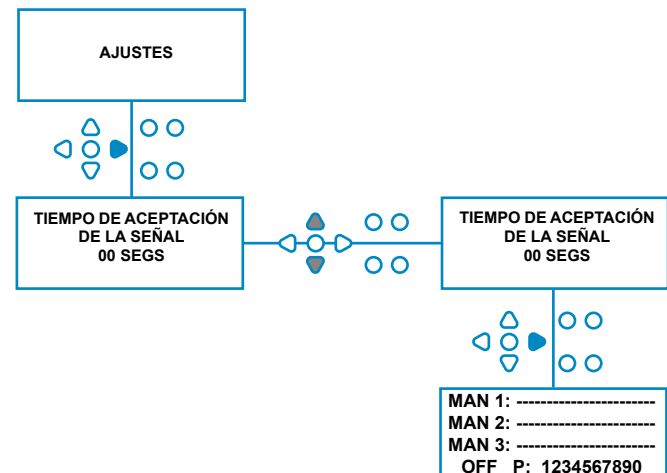 AJUSTES
TIEMPO DE ACEPTACIÓN
DE LA SEÑAL
00 SEGS
TIEMPO DE ACEPTACIÓN
DE LA SEÑAL
00 SEGS
MAN 1: -----------------------
MAN 2: -----------------------
MAN 3: -----------------------
OFF P: 1234567890